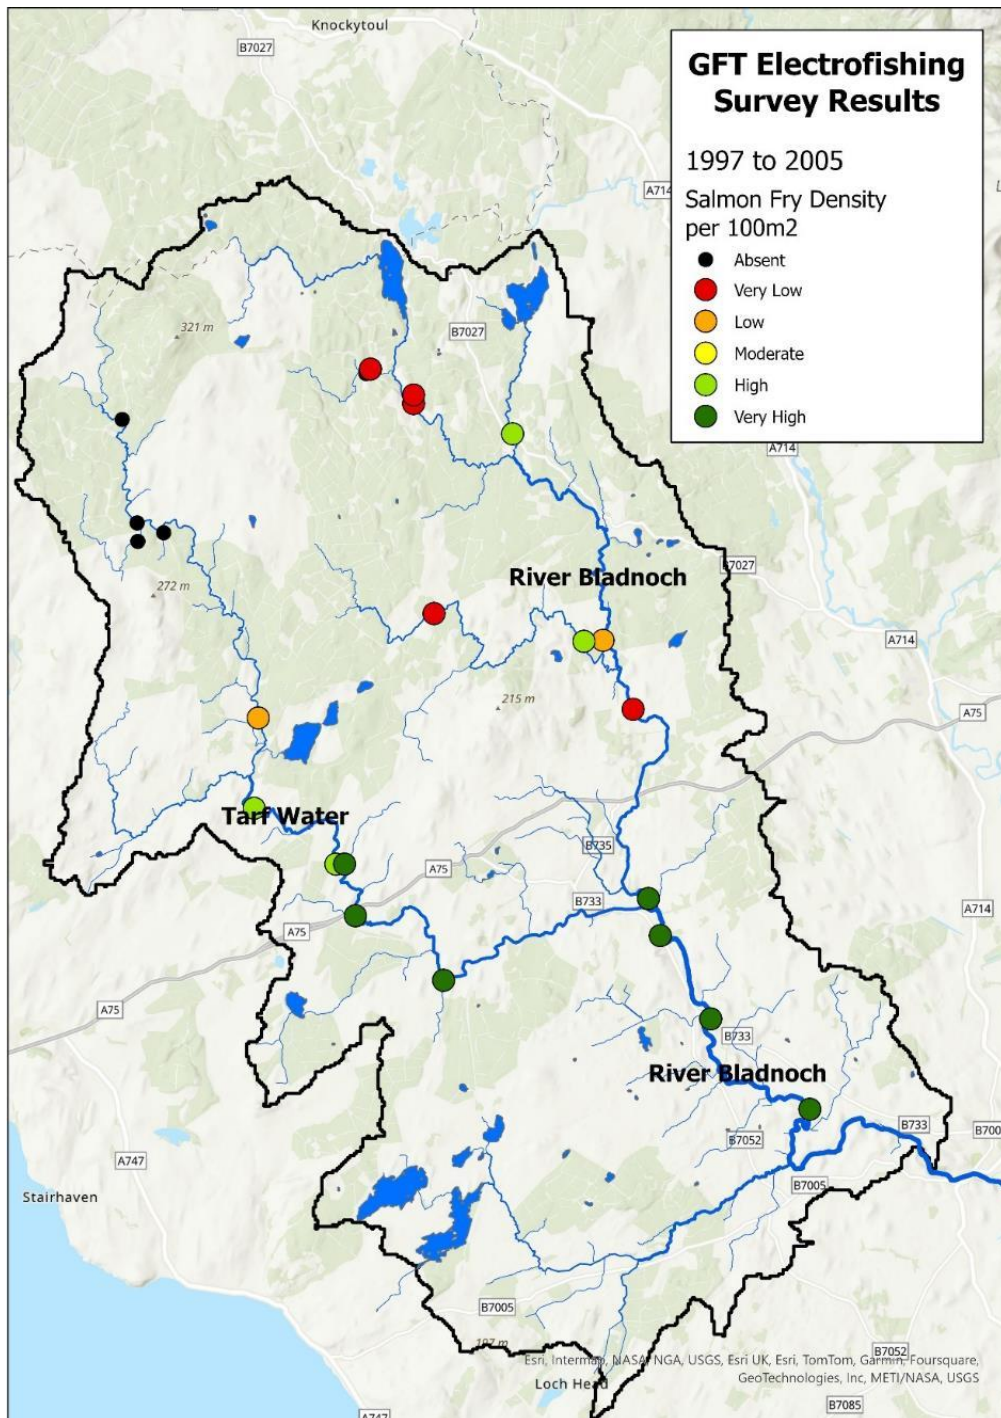 Knockytoul
B7027
GFT Electrofishing
Survey Results
1997 to 2005
Salmon Fry Density
per 100m2
Absent
Very Low
Low
Moderate
High
Very High
A714
321 m
B7027
A714
B7027
272 m
River Bladnoch
A714
215 m
A75
Tarf Water
B735
A75
B733
A714
A75
A75
B733
River Bladnoch
B7052
B733
B700
A747
B7005
Stairhaven
B7005
197 m
B7052
Esri, Intermap, NASA, NGA, USGS, Esri UK, Esri, TomTom, Garmin, Foursquare,
GeoTechnologies, Inc, METI/NASA, USGS
Loch Head
B7085
A747